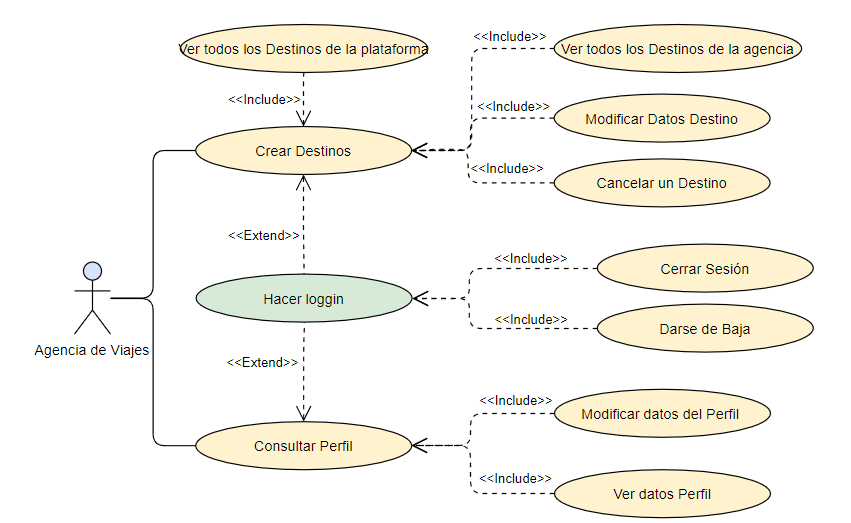 Ver todos los Destinos de la plataforma
<<Include>>
Ver todos los Destinos de la agencia
<<Include>>
<<Include>>
Modificar Datos Destino
Crear Destinos
<<Include>>
Cancelar un Destino
<<Extend>>
<<Include>>
Cerrar Sesión
Hacer loggin
<<Include>>
Darse de Baja
Agencia de Viajes
<<Extend>>
<<Include>>
Modificar datos del Perfil
Consultar Perfil
<<Include>>
Ver datos Perfil